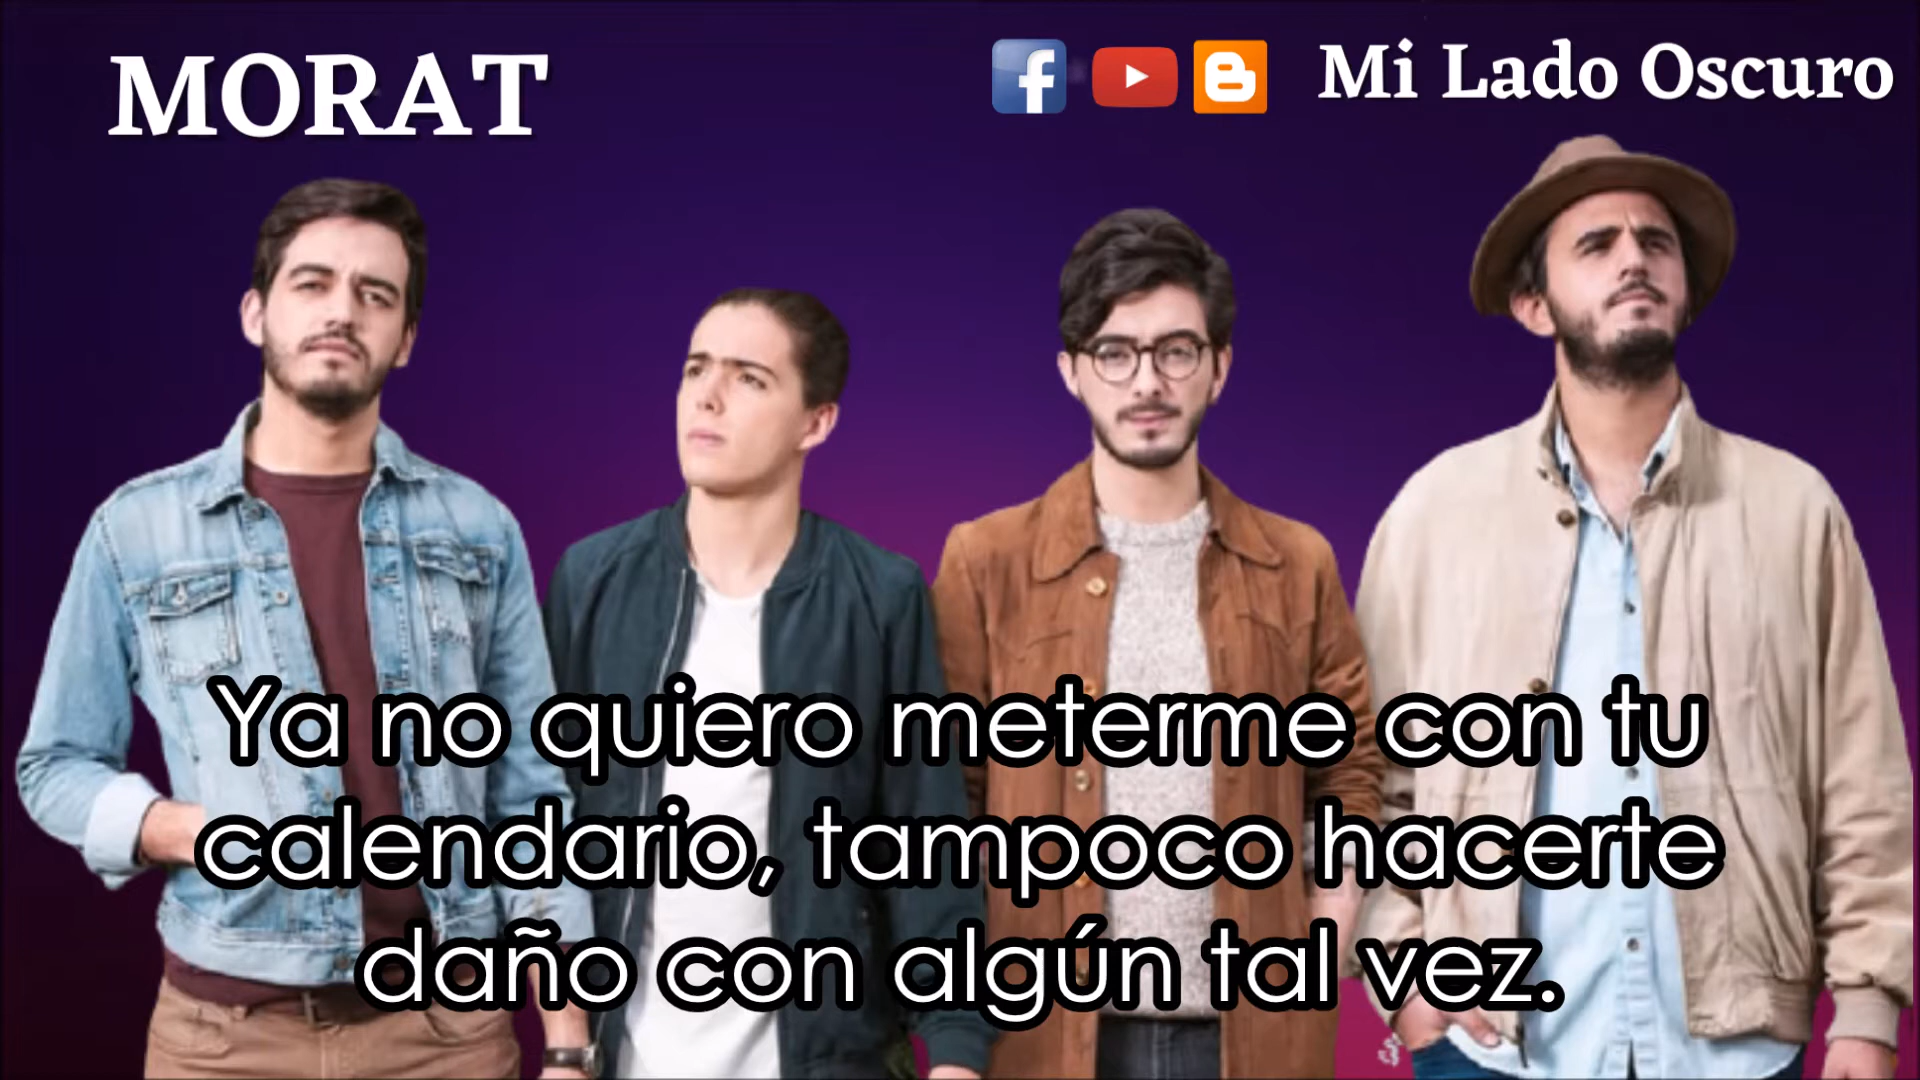 MORAT
Mi Lado Oscuro
Ya no quiero meterme con tu
calendario, tampoco hacerte
daño con algún tal vez.